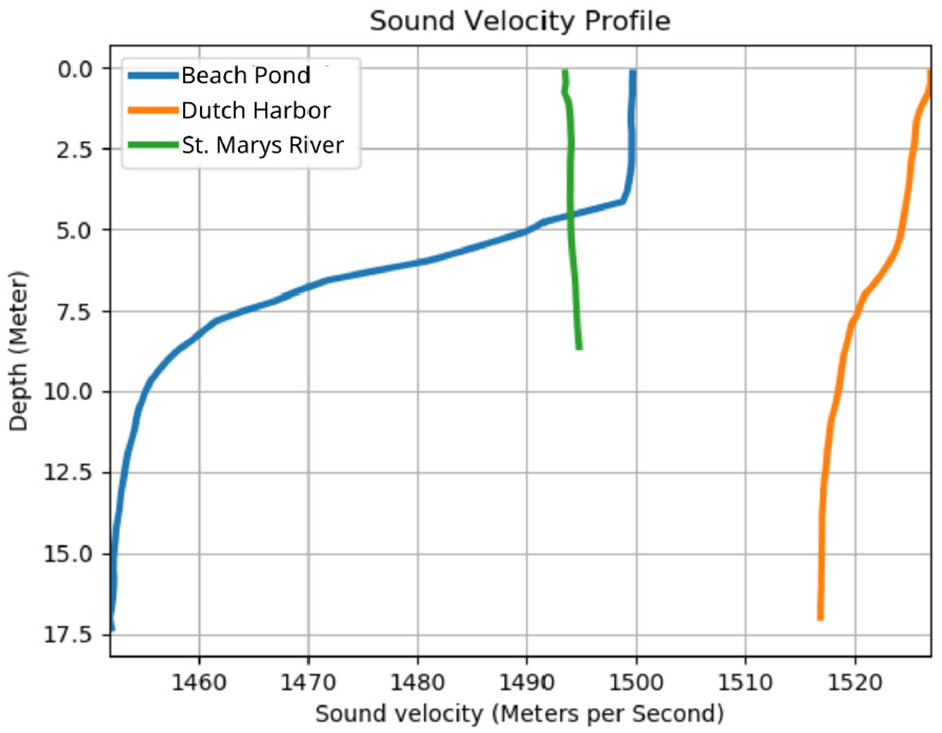 Sound Velocity Profile
Beach Pond
Dutch Harbor
St. Marys River
0.0
2.5
5.0
7.5
10.0
12.5
15.0
17.5
Depth (Meter)
1460 1470 1480 1490 1500 1510 1520
Sound velocity (Meters per Second)